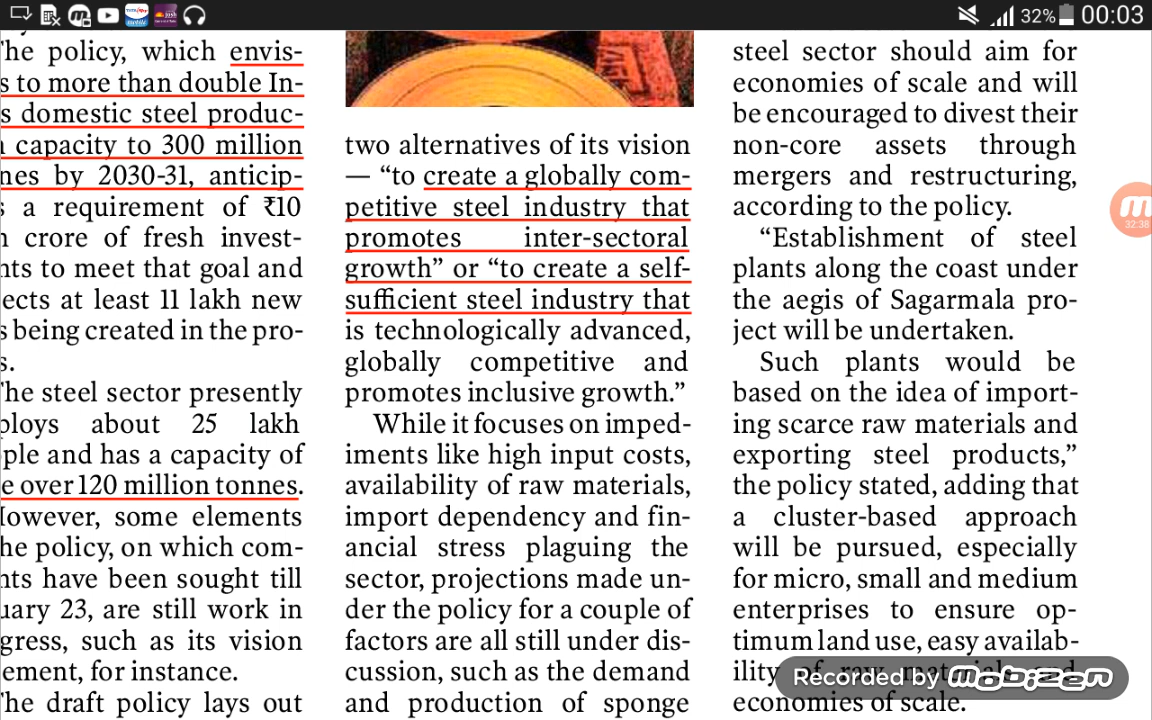 32% 00:03
he policy, which envis-
s to more than double In-
s domestic steel produc-
capacity to 300 million
nes by 2030-31, anticip-
s a requirement of ₹10
n crore of fresh invest-
nts to meet that goal and
ects at least 11 lakh new
s being created in the pro-
s.
he steel sector presently
ploys about 25 lakh
ple and has a capacity of
e over 120 million tonnes.
owever, some elements
he policy, on which com-
nts have been sought till
uary 23, are still work in
gress, such as its vision
ement, for instance.
he draft policy lays out
two alternatives of its vision
— “to create a globally com-
petitive steel industry that
promotes inter-sectoral
growth” or “to create a self-
sufficient steel industry that
is technologically advanced,
globally competitive and
promotes inclusive growth.”
While it focuses on imped-
iments like high input costs,
availability of raw materials,
import dependency and fin-
ancial stress plaguing the
sector, projections made un-
der the policy for a couple of
factors are all still under dis-
cussion, such as the demand
and production of sponge
steel sector should aim for
economies of scale and will
be encouraged to divest their
non-core assets through
mergers and restructuring,
according to the policy.
“Establishment of steel
plants along the coast under
the aegis of Sagarmala pro-
ject will be undertaken.
Such plants would be
based on the idea of import-
ing scarce raw materials and
exporting steel products,”
the policy stated, adding that
a cluster-based approach
will be pursued, especially
for micro, small and medium
enterprises to ensure op-
timum land use, easy availab-
ility of raw materials and
economies of scale.
32:38
Recorded by mobizen